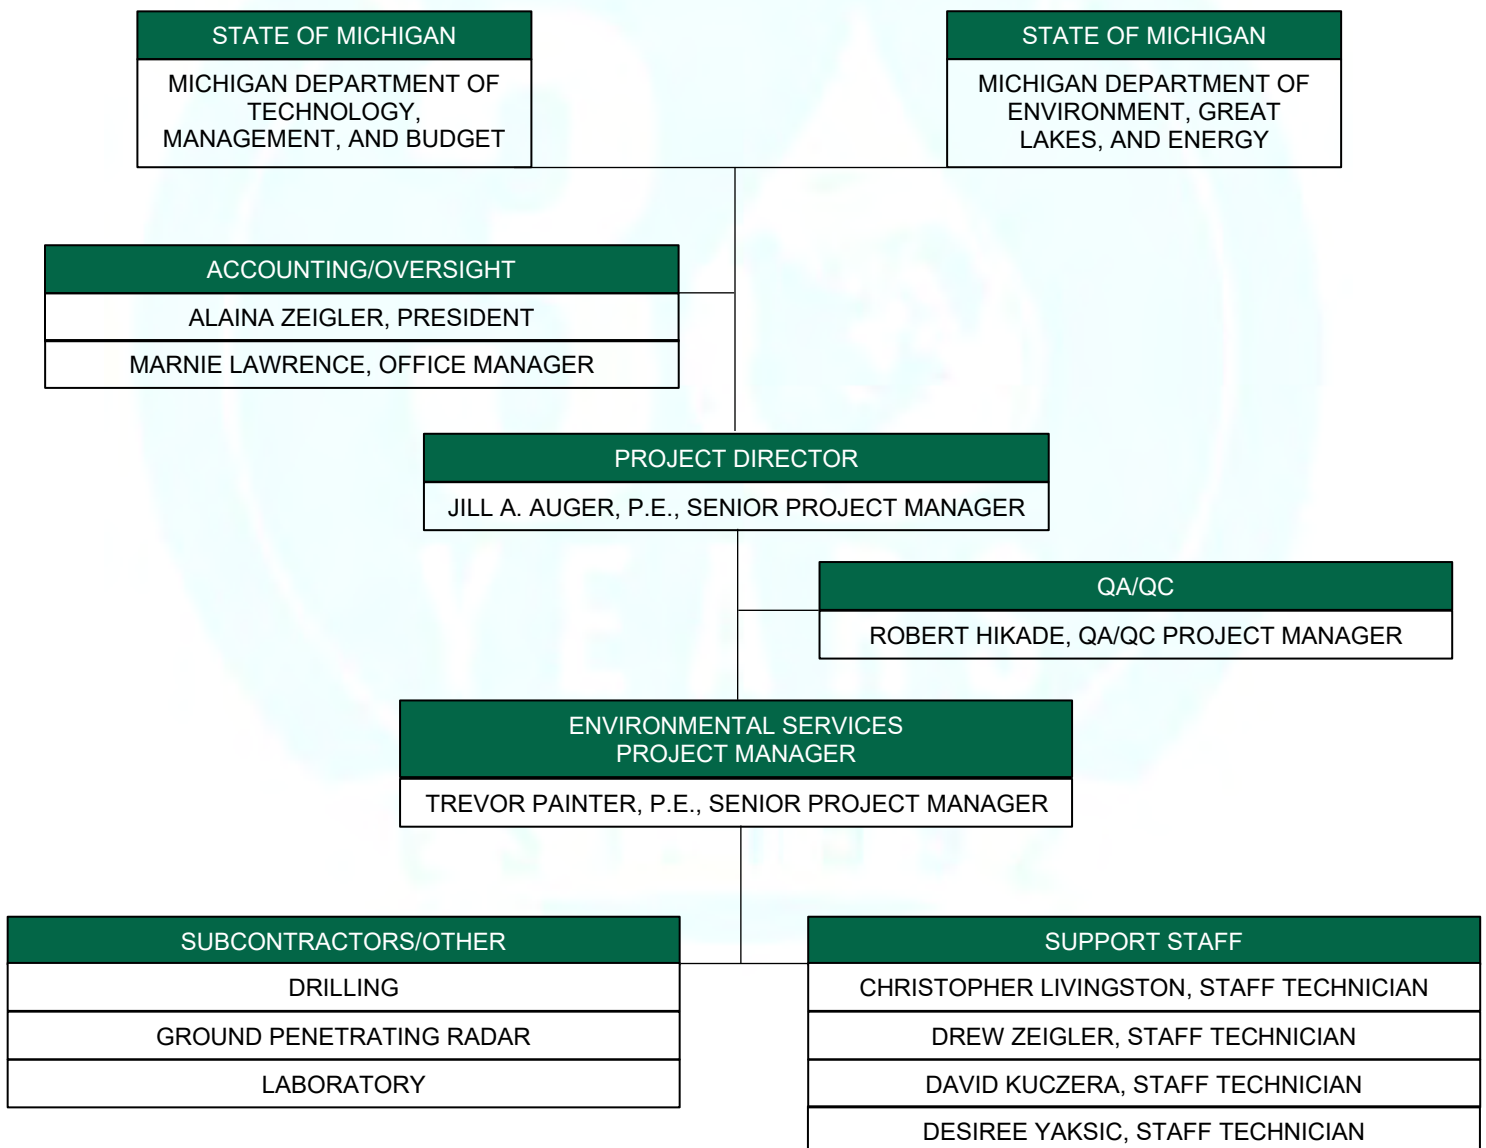 STATE OF MICHIGAN
MICHIGAN DEPARTMENT OF
TECHNOLOGY,
MANAGEMENT, AND BUDGET
STATE OF MICHIGAN
MICHIGAN DEPARTMENT OF
ENVIRONMENT, GREAT
LAKES, AND ENERGY
ACCOUNTING/OVERSIGHT
ALAINA ZEIGLER, PRESIDENT
MARNIE LAWRENCE, OFFICE MANAGER
PROJECT DIRECTOR
JILL A. AUGER, P.E., SENIOR PROJECT MANAGER
QA/QC
ROBERT HIKADE, QA/QC PROJECT MANAGER
ENVIRONMENTAL SERVICES
PROJECT MANAGER
TREVOR PAINTER, P.E., SENIOR PROJECT MANAGER
SUBCONTRACTORS/OTHER
DRILLING
GROUND PENETRATING RADAR
LABORATORY
SUPPORT STAFF
CHRISTOPHER LIVINGSTON, STAFF TECHNICIAN
DREW ZEIGLER, STAFF TECHNICIAN
DAVID KUCZERA, STAFF TECHNICIAN
DESIREE YAKSIC, STAFF TECHNICIAN
30
YEARS
EST. 1992